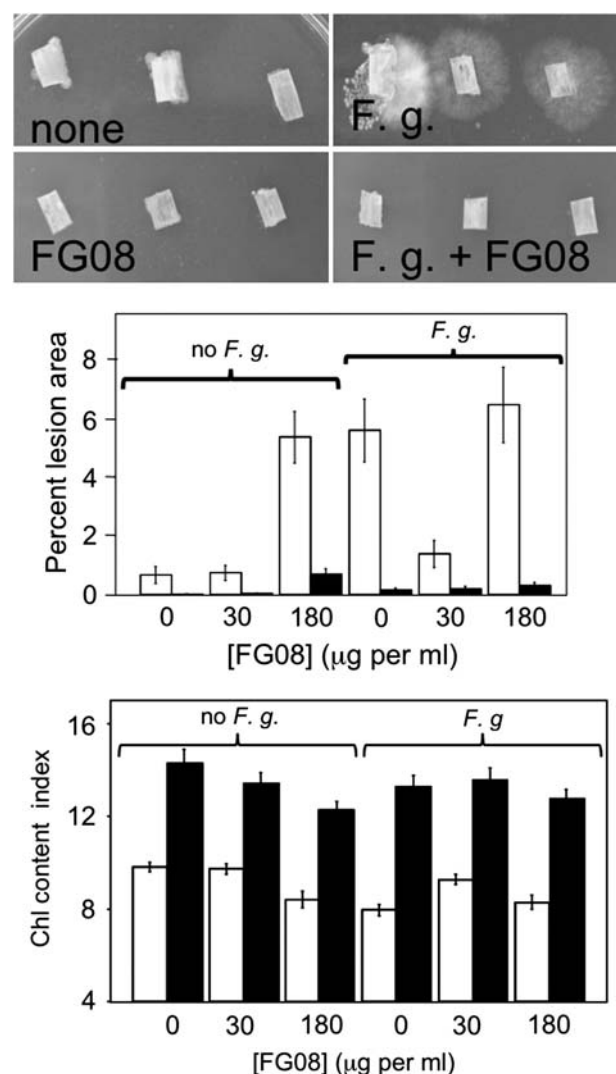 none
F. g.
FG08
F. g. + FG08
Percent lesion area
8
6
4
2
0
no F. g.
F. g.
0 30 180 0 30 180
[FG08] (μg per ml)
Chl content index
16
12
8
4
no F. g.
F. g
0 30 180 0 30 180
[FG08] (μg per ml)